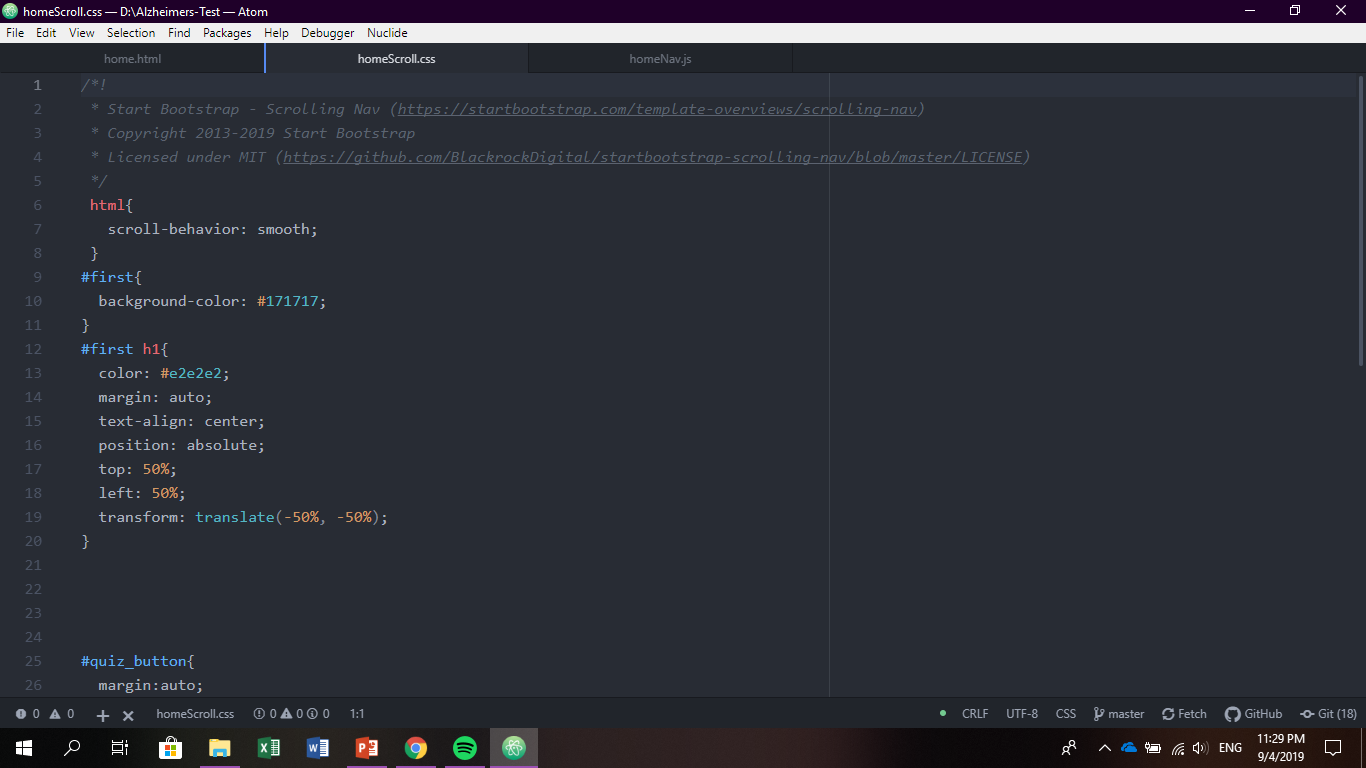 homeScroll.css — D:\Alzheimers-Test — Atom
File Edit View Selection Find Packages Help Debugger Nuclide
home.html homeScroll.css homeNav.js
1 /*!
2 * Start Bootstrap - Scrolling Nav (https://startbootstrap.com/template-overviews/scrolling-nav)
3 * Copyright 2013-2019 Start Bootstrap
4 * Licensed under MIT (https://github.com/BlackrockDigital/startbootstrap-scrolling-nav/blob/master/LICENSE)
5 */
6 html{
7 scroll-behavior: smooth;
8 }
9 #first{
10 background-color: #171717;
11 }
12 #first h1{
13 color: #e2e2e2;
14 margin: auto;
15 text-align: center;
16 position: absolute;
17 top: 50%;
18 left: 50%;
19 transform: translate(-50%, -50%);
20 }
21
22
23
24
25 #quiz_button{
26 margin:auto;
0 0 homeScroll.css 0 0 0 1:1 CRLF UTF-8 CSS master Fetch GitHub Git (18)
ENG 11:29 PM
9/4/2019